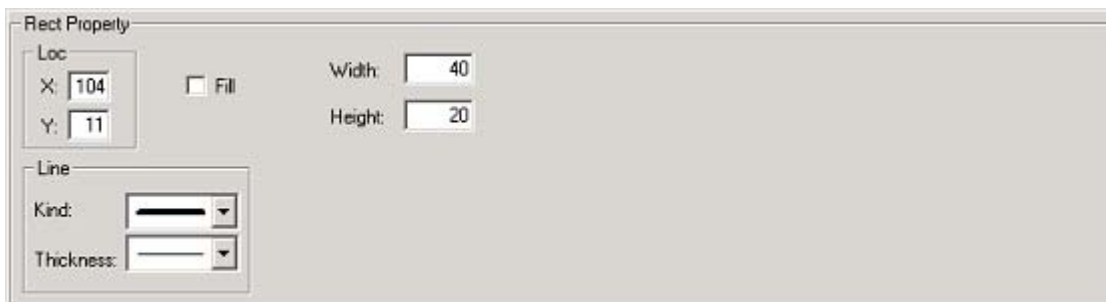 Rect Property
Loc
X: 104
Y: 11
Fill
Width: 40
Height: 20
Line
Kind:
Thickness: